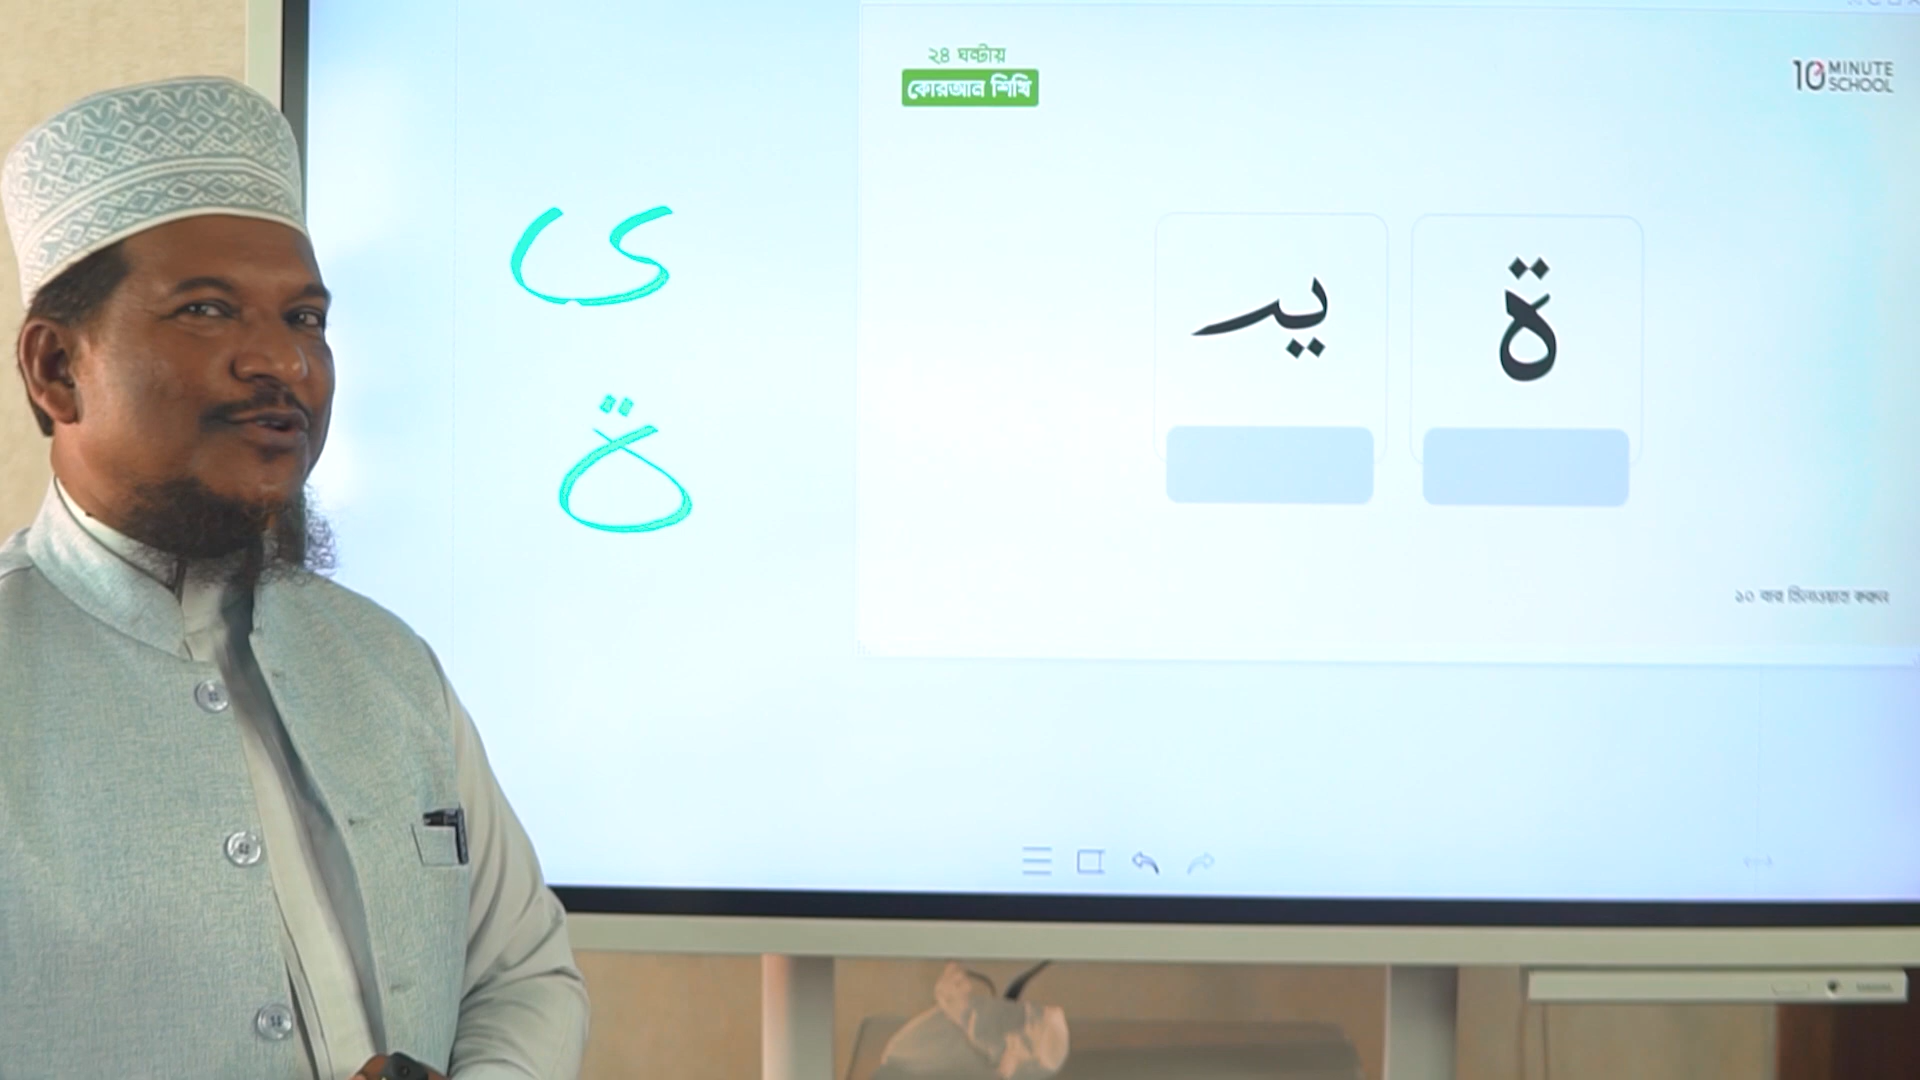 ২৪ ঘন্টায়
কোরআন শিখি
10 MINUTE
SCHOOL
ى
ة
يـ
ة
১০ বার তিলাওয়াত করুন